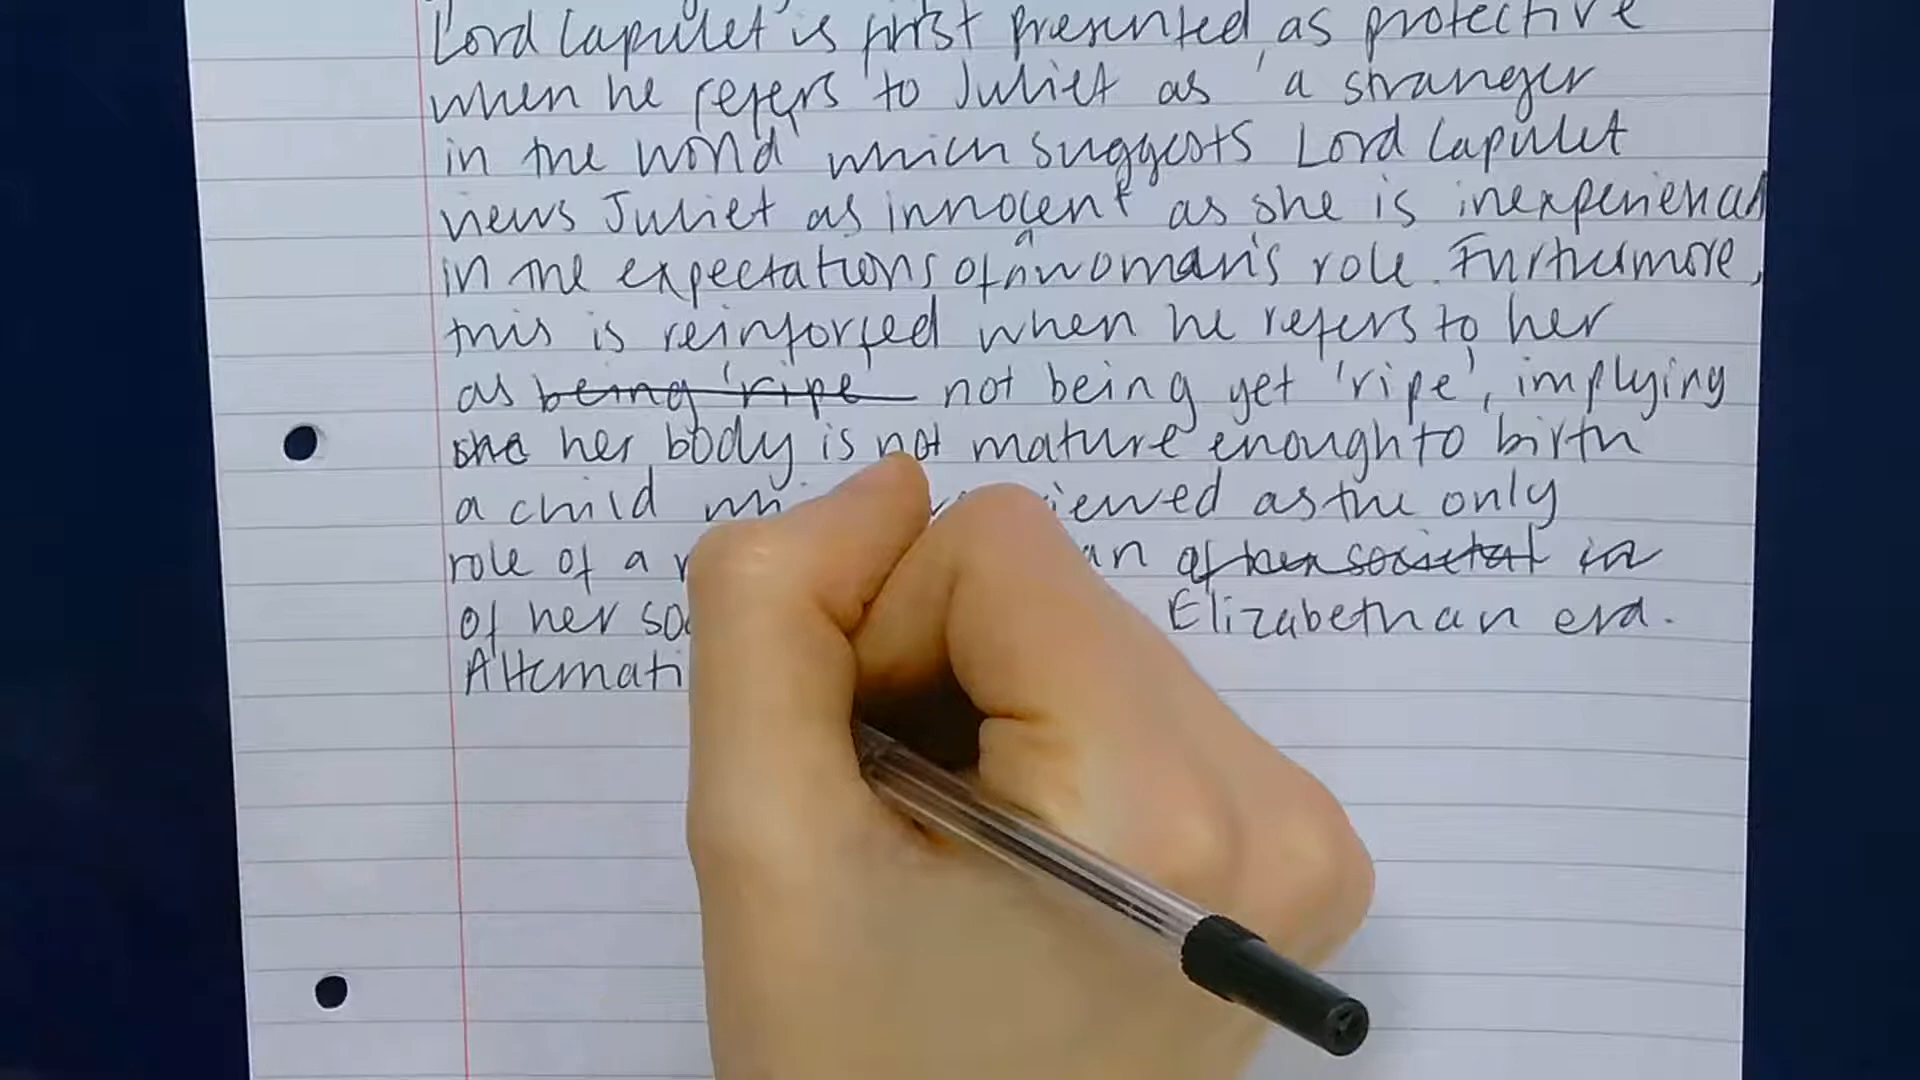 Lord Capulet is first presented as protective
when he refers to Juliet as 'a stranger
in the world' which suggests Lord Capulet
views Juliet as innocent as she is inexperienced
in the expectations of a woman's role. Furthermore,
this is reinforced when he refers to her
as being 'ripe' not being yet 'ripe', implying
she her body is not mature enough to birth
a child viewed as the only
role of a of her societal in
of her Elizabethan era.